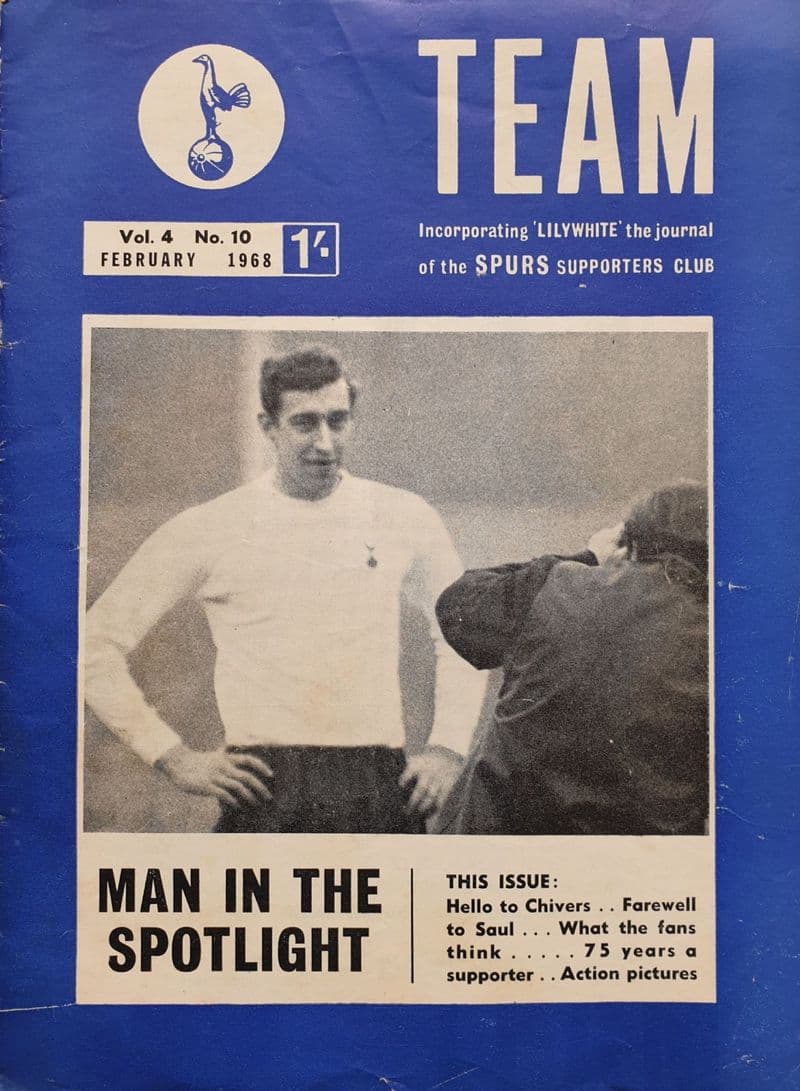 TEAM
Vol. 4 No. 10
FEBRUARY 1968
1/-
Incorporating 'LILYWHITE' the journal
of the SPURS SUPPORTERS CLUB
MAN IN THE
SPOTLIGHT
THIS ISSUE:
Hello to Chivers . . Farewell
to Saul . . . What the fans
think . . . . . 75 years a
supporter . . Action pictures